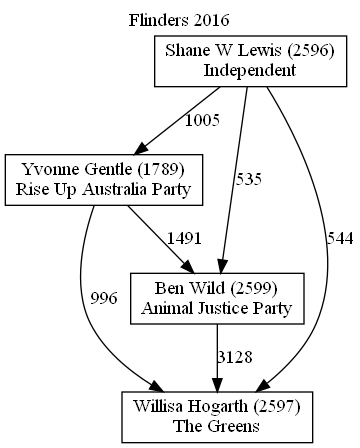 Flinders 2016
Shane W Lewis (2596)
Independent
1005
535
544
Yvonne Gentle (1789)
Rise Up Australia Party
1491
996
Ben Wild (2599)
Animal Justice Party
3128
Willisa Hogarth (2597)
The Greens